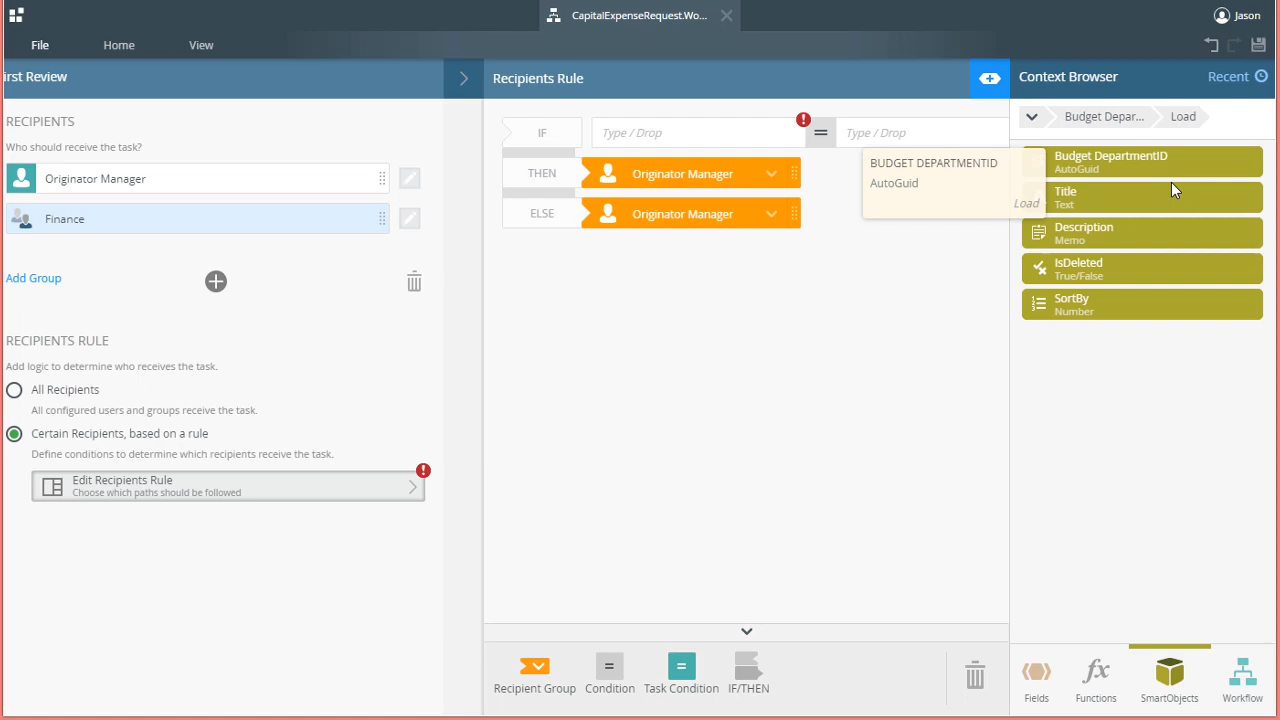 CapitalExpenseRequest.Wo...
Jason
File
Home
View
irst Review
RECIPIENTS
Who should receive the task?
Originator Manager
Finance
Add Group
RECIPIENTS RULE
Add logic to determine who receives the task.
All Recipients
All configured users and groups receive the task.
Certain Recipients, based on a rule
Define conditions to determine which recipients receive the task.
Edit Recipients Rule
Choose which paths should be followed
Recipients Rule
IF
Type / Drop
=
Type / Drop
THEN
Originator Manager
ELSE
Originator Manager
BUDGET DEPARTMENTID
AutoGuid
Load
Recipient Group
Condition
Task Condition
IF/THEN
Context Browser
Recent
Budget Depar...
Load
Budget DepartmentID
AutoGuid
Title
Text
Description
Memo
IsDeleted
True/False
SortBy
Number
Fields
Functions
SmartObjects
Workflow